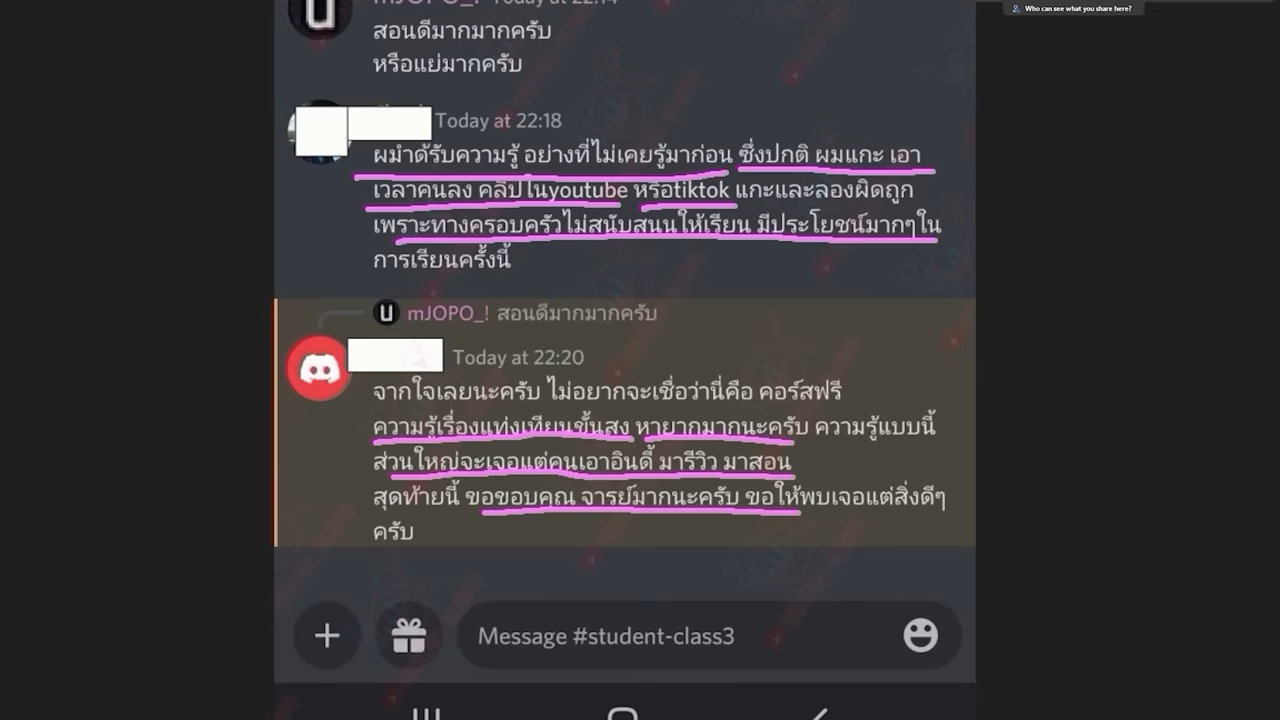 Who can see what you share here?
Today at 22:14
สอนดีมากมากครับ
หรือแย่มากครับ
Today at 22:18
ผมำด้รับความรู้ อย่างที่ไม่เคยรู้มาก่อน ซึ่งปกติ ผมแกะ เอา
เวลาคนลง คลิปในyoutube หรือtiktok แกะและลองผิดถูก
เพราะทางครอบครัวไม่สนับสนนให้เรียน มีประโยชน์มากๆใน
การเรียนครั้งนี้
mJOPO_! สอนดีมากมากครับ
Today at 22:20
จากใจเลยนะครับ ไม่อยากจะเชื่อว่านี่คือ คอร์สฟรี
ความรู้เรื่องแท่งเทียนขั้นสูง หายากมากนะครับ ความรู้แบบนี้
ส่วนใหญ่จะเจอแต่คนเอาอินดี้ มารีวิว มาสอน
สุดท้ายนี้ ขอขอบคุณ จารย์มากนะครับ ขอให้พบเจอแต่สิ่งดีๆ
ครับ
Message #student-class3